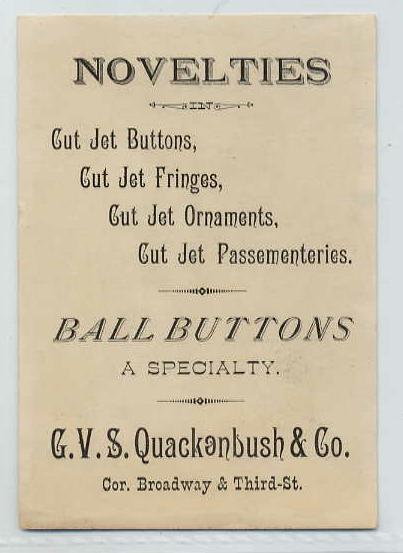 NOVELTIES
IN
Cut Jet Buttons,
Cut Jet Fringes,
Cut Jet Ornaments,
Cut Jet Passementeries.
BALL BUTTONS
A SPECIALTY.
G. V. S. Quackenbush & Co.
Cor. Broadway & Third-St.